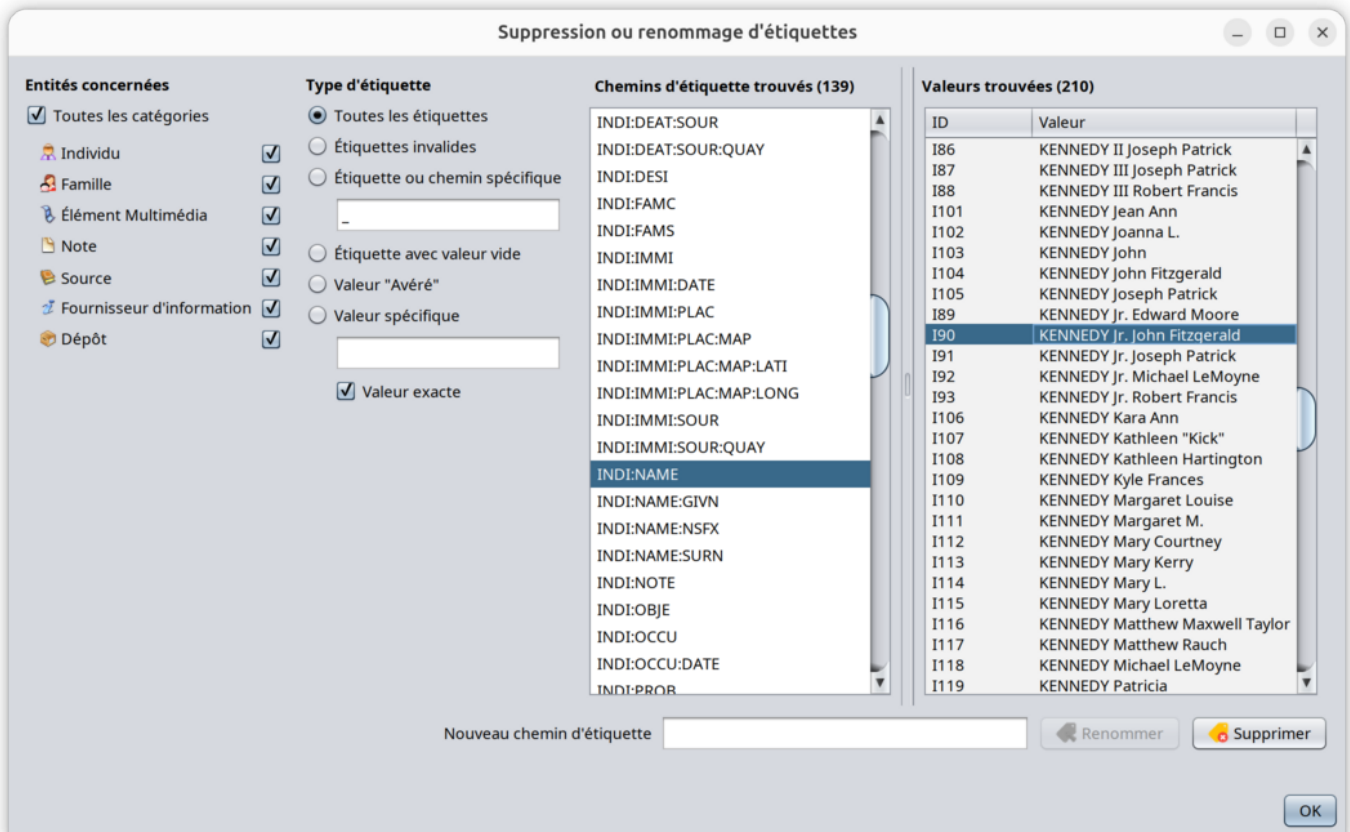 Suppression ou renommage d'étiquettes
Entités concernées
Toutes les catégories
Individu
Famille
Élément Multimédia
Note
Source
Fournisseur d'information
Dépôt
Type d'étiquette
Toutes les étiquettes
Étiquettes invalides
Étiquette ou chemin spécifique
_
Étiquette avec valeur vide
Valeur "Avéré"
Valeur spécifique
Valeur exacte
Chemins d'étiquette trouvés (139)
INDI:DEAT:SOUR
INDI:DEAT:SOUR:QUAY
INDI:DESI
INDI:FAMC
INDI:FAMS
INDI:IMMI
INDI:IMMI:DATE
INDI:IMMI:PLAC
INDI:IMMI:PLAC:MAP
INDI:IMMI:PLAC:MAP:LATI
INDI:IMMI:PLAC:MAP:LONG
INDI:IMMI:SOUR
INDI:IMMI:SOUR:QUAY
INDI:NAME
INDI:NAME:GIVN
INDI:NAME:NSFX
INDI:NAME:SURN
INDI:NOTE
INDI:OBJE
INDI:OCCU
INDI:OCCU:DATE
INDI:PROB
Valeurs trouvées (210)
ID Valeur
I86 KENNEDY II Joseph Patrick
I87 KENNEDY III Joseph Patrick
I88 KENNEDY III Robert Francis
I101 KENNEDY Jean Ann
I102 KENNEDY Joanna L.
I103 KENNEDY John
I104 KENNEDY John Fitzgerald
I105 KENNEDY Joseph Patrick
I89 KENNEDY Jr. Edward Moore
I90 KENNEDY Jr. John Fitzgerald
I91 KENNEDY Jr. Joseph Patrick
I92 KENNEDY Jr. Michael LeMoyne
I93 KENNEDY Jr. Robert Francis
I106 KENNEDY Kara Ann
I107 KENNEDY Kathleen "Kick"
I108 KENNEDY Kathleen Hartington
I109 KENNEDY Kyle Frances
I110 KENNEDY Margaret Louise
I111 KENNEDY Margaret M.
I112 KENNEDY Mary Courtney
I113 KENNEDY Mary Kerry
I114 KENNEDY Mary L.
I115 KENNEDY Mary Loretta
I116 KENNEDY Matthew Maxwell Taylor
I117 KENNEDY Matthew Rauch
I118 KENNEDY Michael LeMoyne
I119 KENNEDY Patricia
Nouveau chemin d'étiquette
Renommer
Supprimer
OK